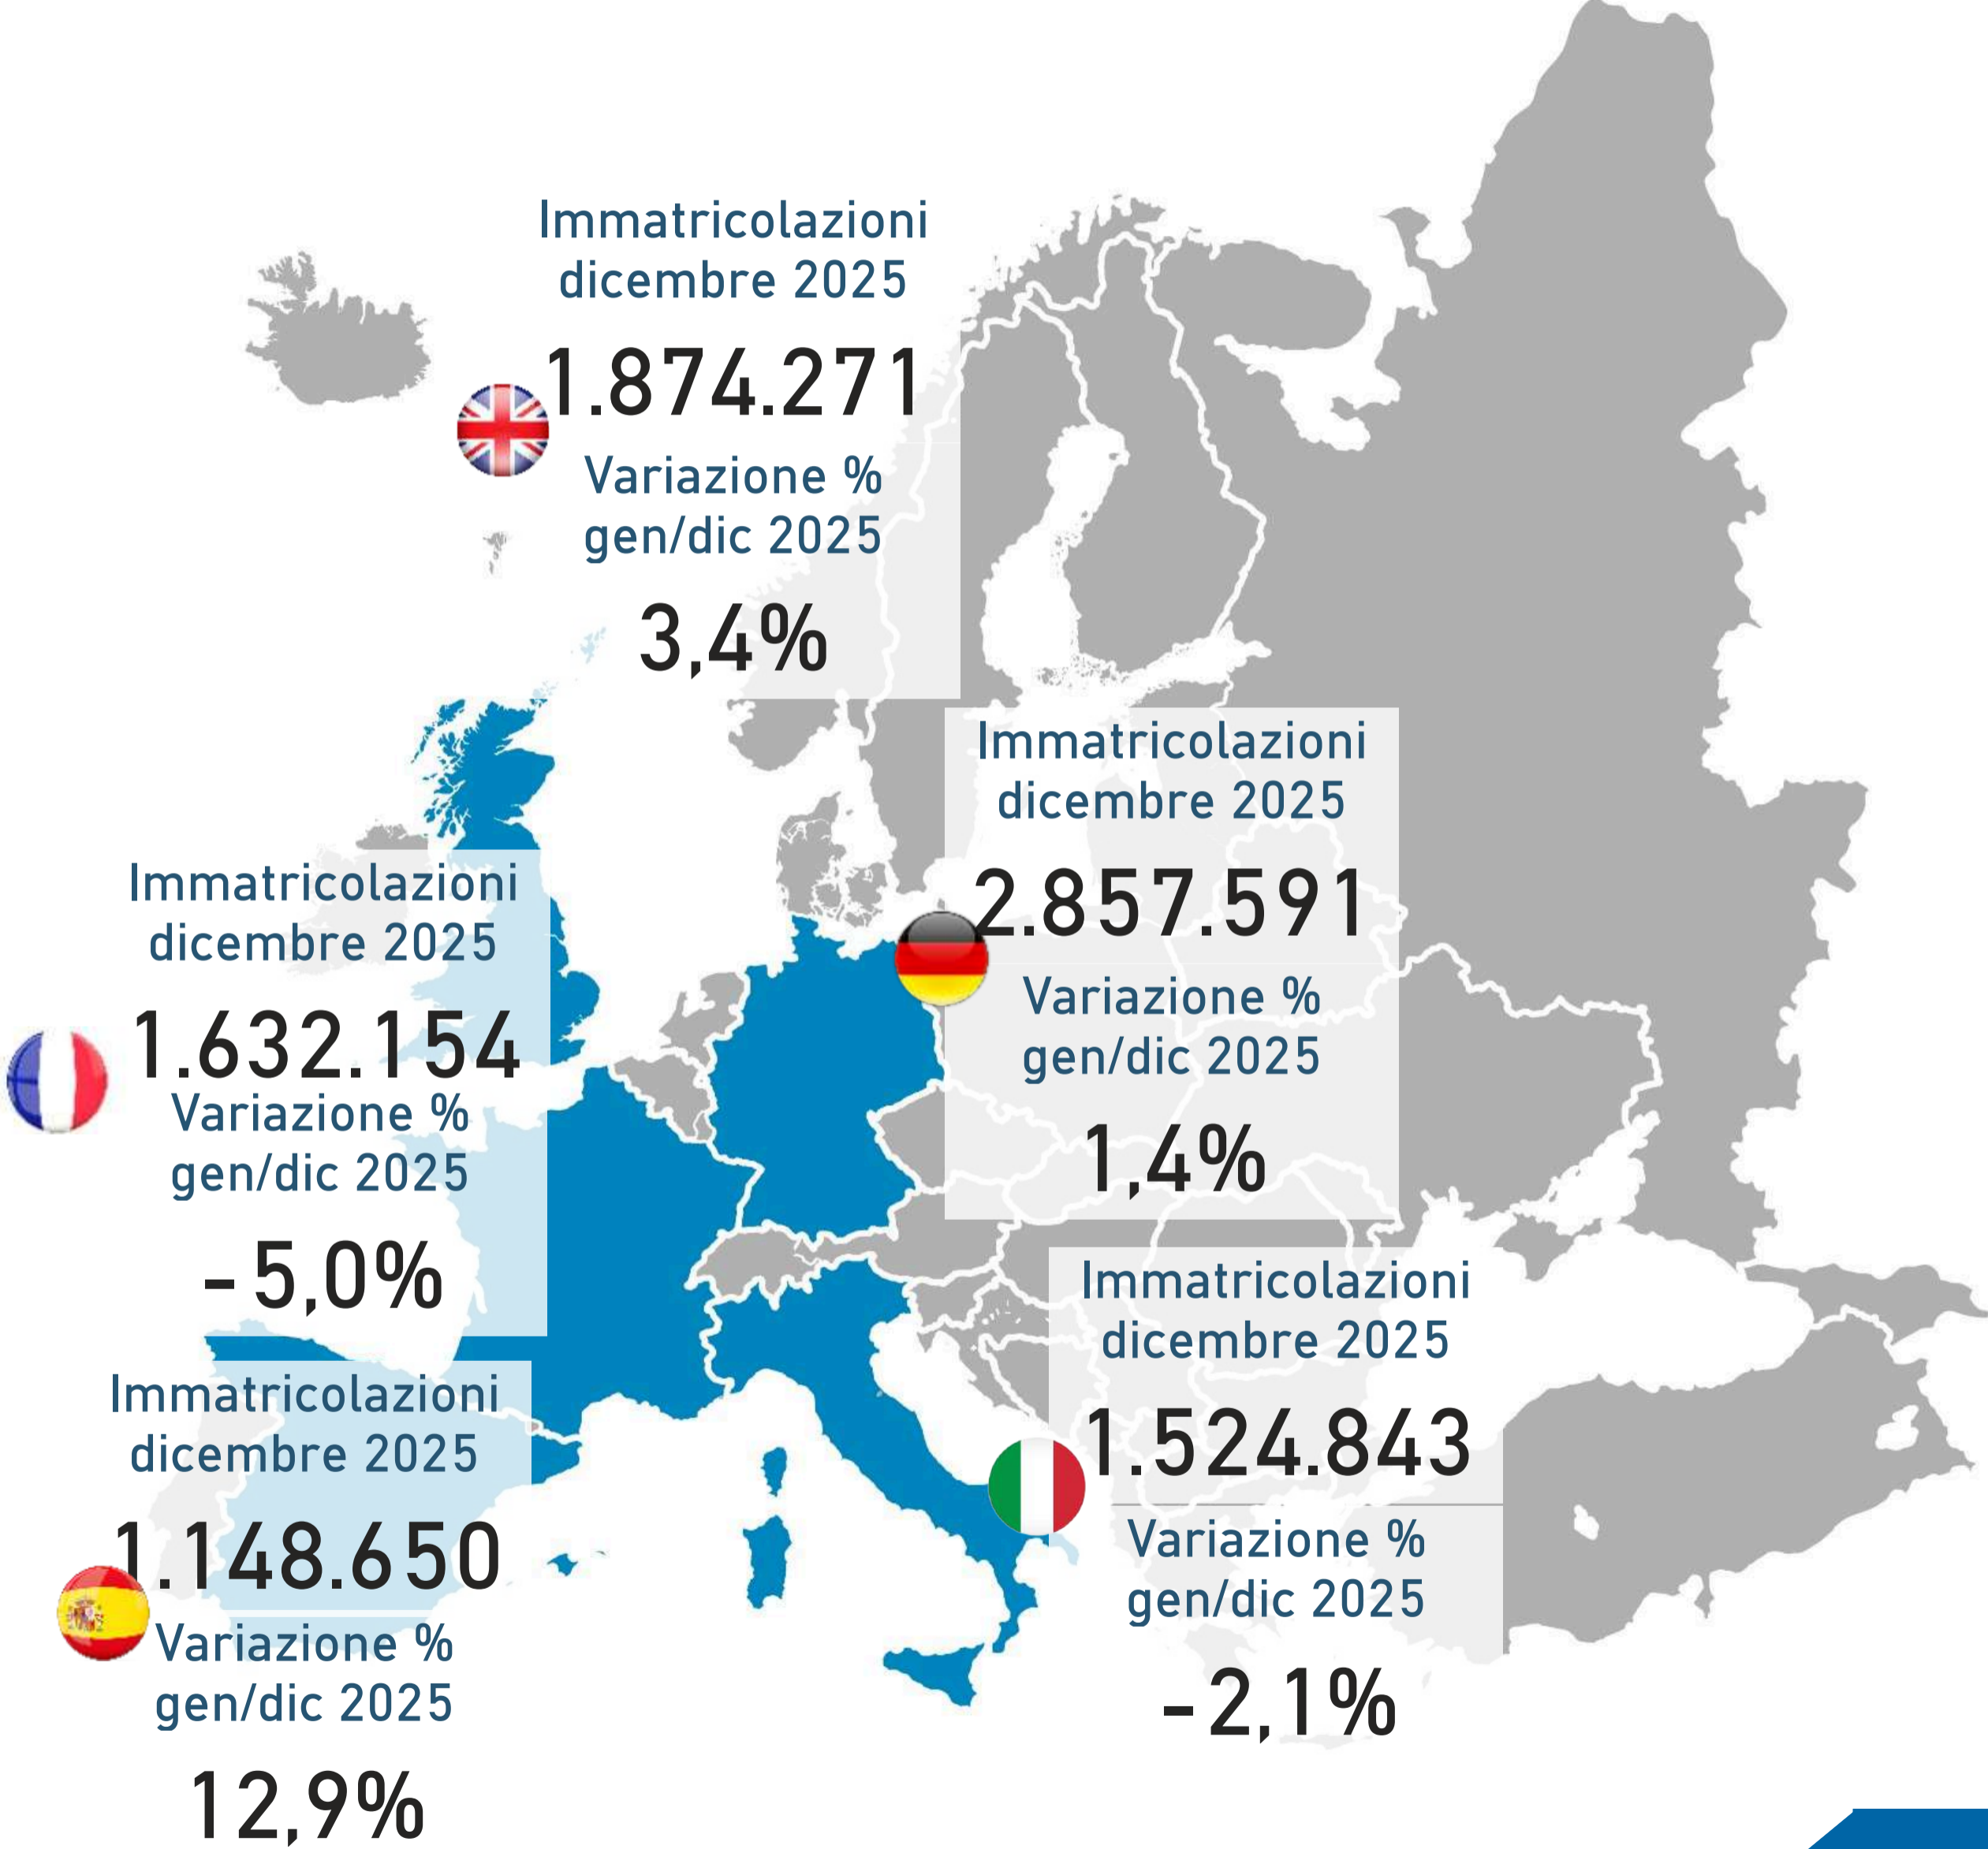 Immatricolazioni
dicembre 2025
1.874.271
Variazione %
gen/dic 2025
3,4%
Immatricolazioni
dicembre 2025
2.857.591
Variazione %
gen/dic 2025
1,4%
Immatricolazioni
dicembre 2025
1.632.154
Variazione %
gen/dic 2025
-5,0%
Immatricolazioni
dicembre 2025
1.524.843
Variazione %
gen/dic 2025
-2,1%
Immatricolazioni
dicembre 2025
1.148.650
Variazione %
gen/dic 2025
12,9%